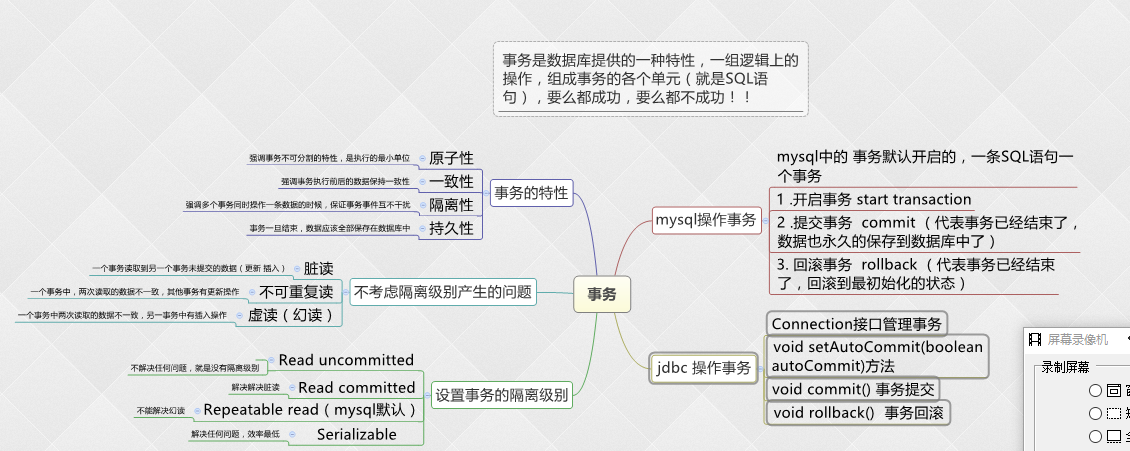 事务是数据库提供的一种特性，一组逻辑上的
操作，组成事务的各个单元（就是SQL语
句），要么都成功，要么都不成功！！
强调事务不可分割的特性，是执行的最小单位
原子性
强调事务执行前后的数据保持一致性
一致性
强调多个事务同时操作一条数据的时候，保证事务事件互不干扰
隔离性
事务一旦结束，数据应该全部保存在数据库中
持久性
事务的特性
一个事务读取到另一个事务未提交的数据（更新 插入）
脏读
一个事务中，两次读取的数据不一致，其他事务有更新操作
不可重复读
一个事务中两次读取的数据不一致，另一事务中有插入操作
虚读（幻读）
不考虑隔离级别产生的问题
Read uncommitted
不解决任何问题，就是没有隔离级别
解决解决脏读
Read committed
不能解决幻读
Repeatable read（mysql默认）
解决任何问题，效率最低
Serializable
设置事务的隔离级别
事务
mysql操作事务
mysql中的 事务默认开启的，一条SQL语句一
个事务
1 .开启事务 start transaction
2 .提交事务  commit （代表事务已经结束了，
数据也永久的保存到数据库中了）
3. 回滚事务  rollback （代表事务已经结束
了，回滚到最初始化的状态）
jdbc 操作事务
Connection接口管理事务
void setAutoCommit(boolean
autoCommit)方法
void commit() 事务提交
void rollback()  事务回滚
屏幕录像机
录制屏幕